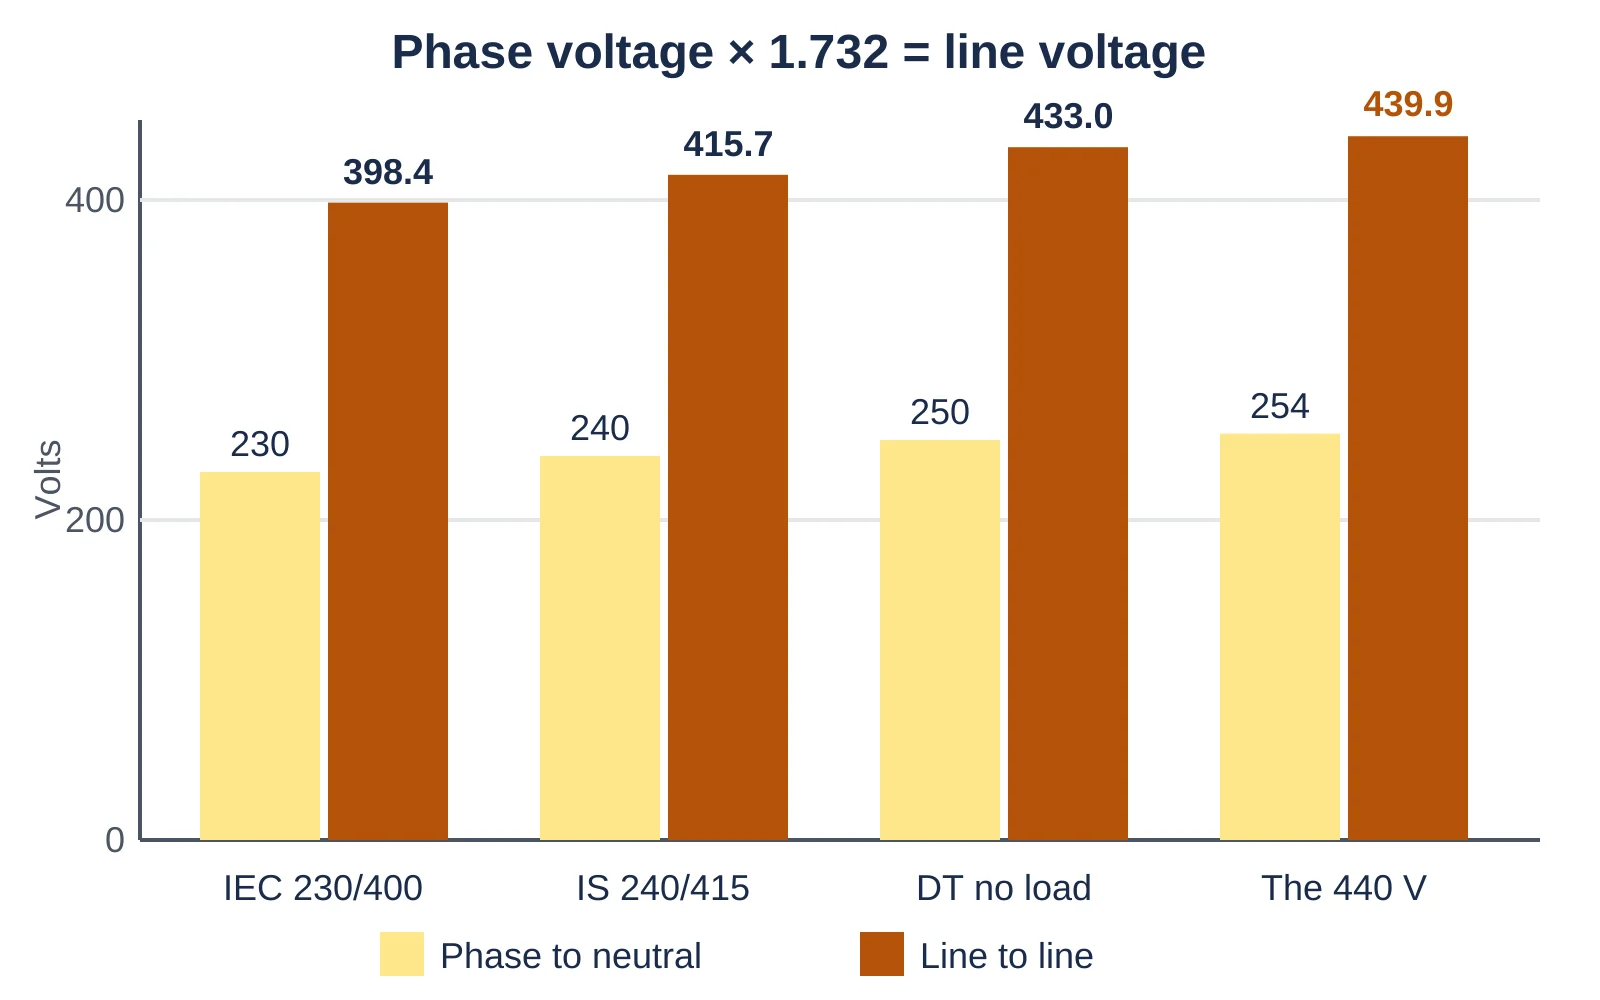 Phase voltage × 1.732 = line voltage
439.9
433.0
415.7
398.4
400
254
250
240
230
Volts
200
0
IEC 230/400
IS 240/415
DT no load
The 440 V
Phase to neutral
Line to line